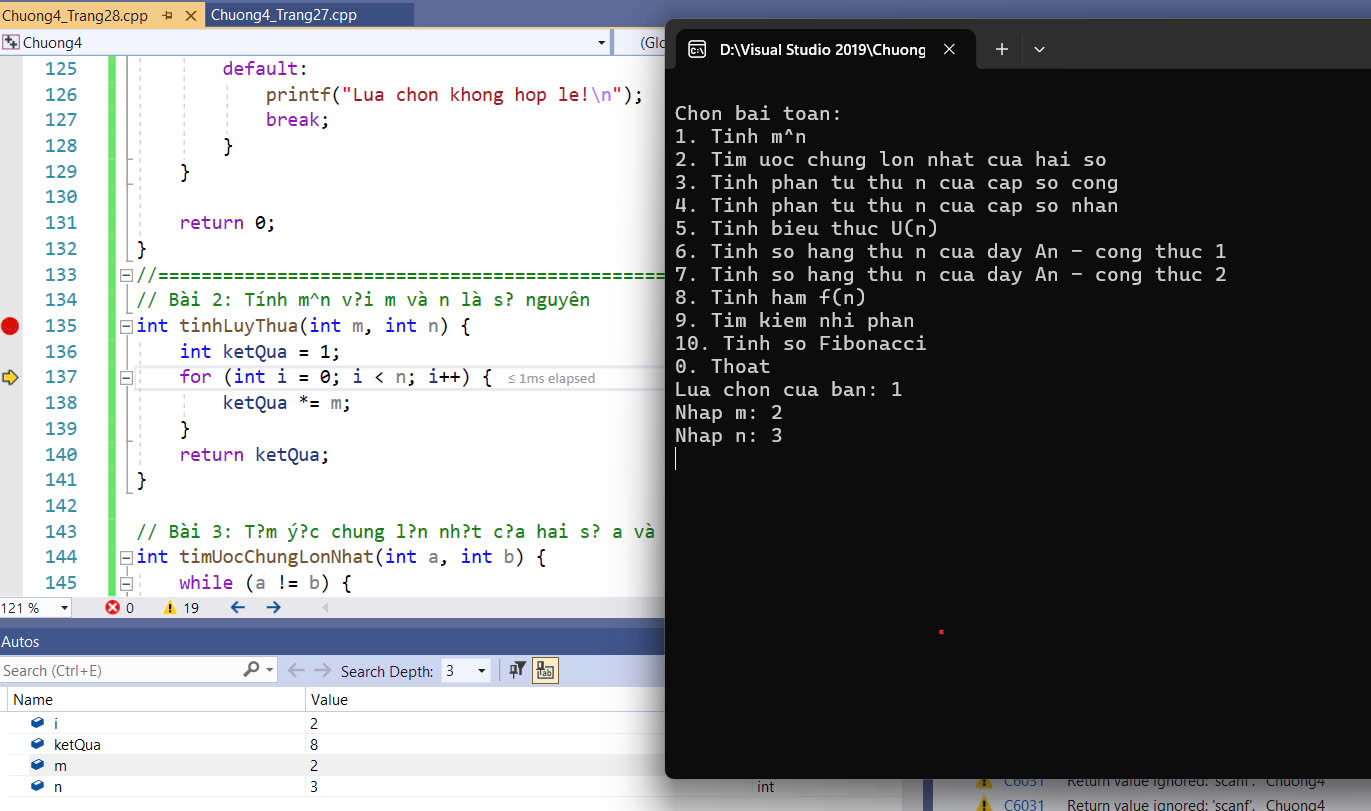 Chuong4_Trang28.cpp
Chuong4_Trang27.cpp
Chuong4
(Glo
125 default:
126 printf("Lua chon khong hop le!\n");
127 break;
128 }
129 }
130
131 return 0;
132 }
133 //===============================================
134 // Bài 2: Tính m^n v?i m và n là s? nguyên
135 int tinhLuyThua(int m, int n) {
136 int ketQua = 1;
137 for (int i = 0; i < n; i++) { ≤ 1ms elapsed
138 ketQua *= m;
139 }
140 return ketQua;
141 }
142
143 // Bài 3: T?m ý?c chung l?n nh?t c?a hai s? a và
144 int timUocChungLonNhat(int a, int b) {
145 while (a != b) {
121 % 0 19
Autos
Search (Ctrl+E) Search Depth: 3
Name Value
i 2
ketQua 8
m 2
n 3 int
D:\Visual Studio 2019\Chuong
Chon bai toan:
1. Tinh m^n
2. Tim uoc chung lon nhat cua hai so
3. Tinh phan tu thu n cua cap so cong
4. Tinh phan tu thu n cua cap so nhan
5. Tinh bieu thuc U(n)
6. Tinh so hang thu n cua day An - cong thuc 1
7. Tinh so hang thu n cua day An - cong thuc 2
8. Tinh ham f(n)
9. Tim kiem nhi phan
10. Tinh so Fibonacci
0. Thoat
Lua chon cua ban: 1
Nhap m: 2
Nhap n: 3
C6031 Return value ignored: 'scanf'. Chuong4
C6031 Return value ignored: 'scanf'. Chuong4